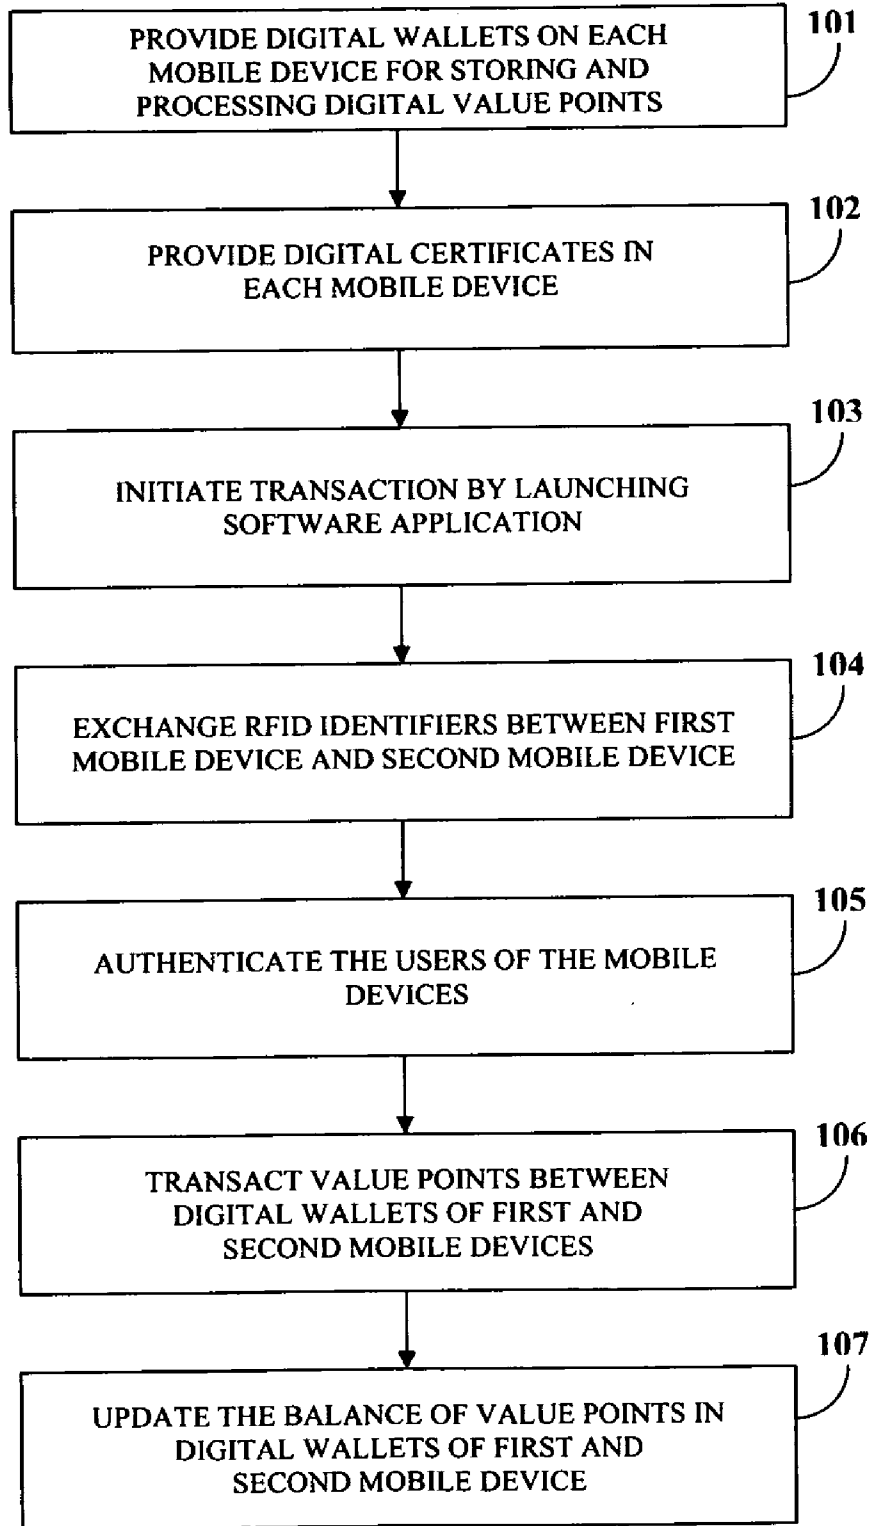 101
PROVIDE DIGITAL WALLETS ON EACH
MOBILE DEVICE FOR STORING AND
PROCESSING DIGITAL VALUE POINTS
102
PROVIDE DIGITAL CERTIFICATES IN
EACH MOBILE DEVICE
103
INITIATE TRANSACTION BY LAUNCHING
SOFTWARE APPLICATION
104
EXCHANGE RFID IDENTIFIERS BETWEEN FIRST
MOBILE DEVICE AND SECOND MOBILE DEVICE
105
AUTHENTICATE THE USERS OF THE MOBILE
DEVICES
106
TRANSACT VALUE POINTS BETWEEN
DIGITAL WALLETS OF FIRST AND
SECOND MOBILE DEVICES
107
UPDATE THE BALANCE OF VALUE POINTS IN
DIGITAL WALLETS OF FIRST AND
SECOND MOBILE DEVICE